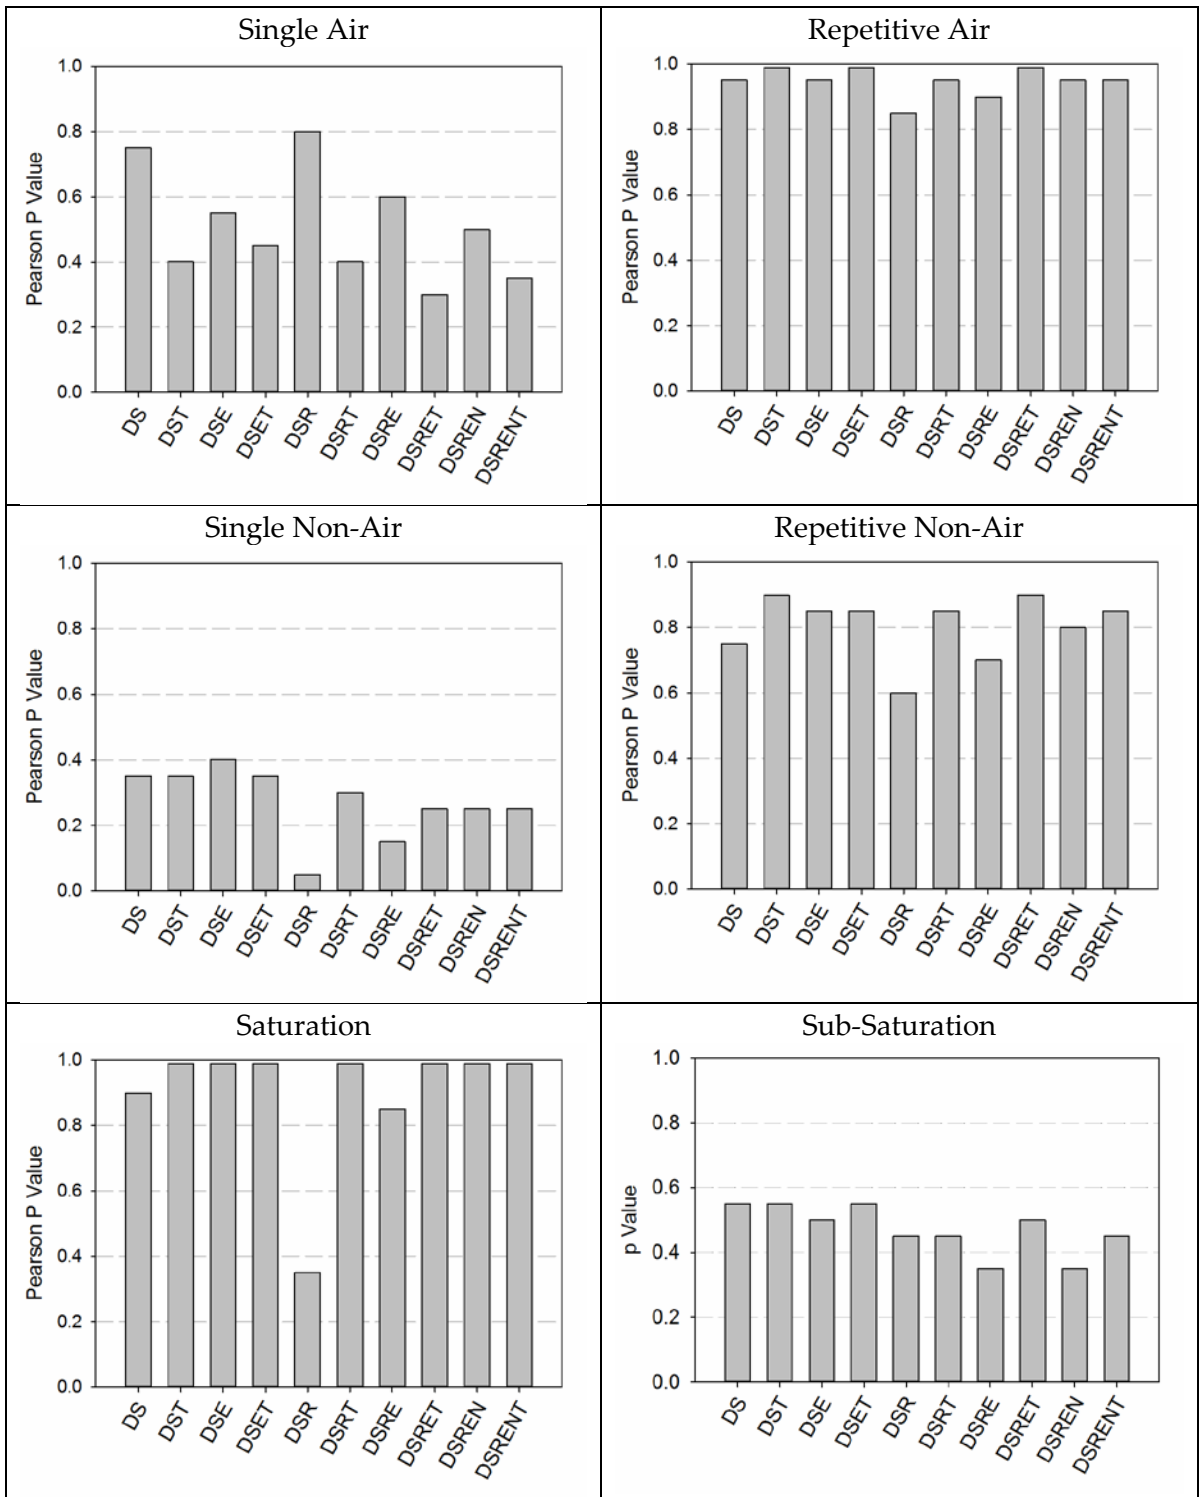 Single Air
Pearson P Value
1.0
0.8
0.6
0.4
0.2
0.0
DS DST DSE DSET DSR DSRT DSRE DSRET DSREN DSRENT
Repetitive Air
Pearson P Value
1.0
0.8
0.6
0.4
0.2
0.0
DS DST DSE DSET DSR DSRT DSRE DSRET DSREN DSRENT
Single Non-Air
Pearson P Value
1.0
0.8
0.6
0.4
0.2
0.0
DS DST DSE DSET DSR DSRT DSRE DSRET DSREN DSRENT
Repetitive Non-Air
Pearson P Value
1.0
0.8
0.6
0.4
0.2
0.0
DS DST DSE DSET DSR DSRT DSRE DSRET DSREN DSRENT
Saturation
Pearson P Value
1.0
0.8
0.6
0.4
0.2
0.0
DS DST DSE DSET DSR DSRT DSRE DSRET DSREN DSRENT
Sub-Saturation
p Value
1.0
0.8
0.6
0.4
0.2
0.0
DS DST DSE DSET DSR DSRT DSRE DSRET DSREN DSRENT